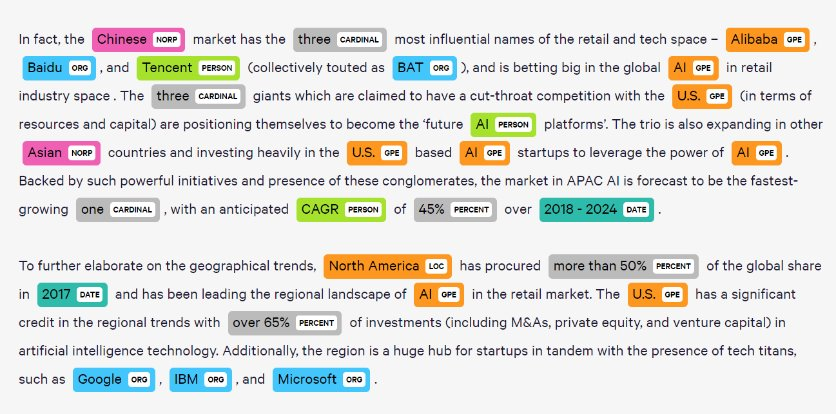 In fact, the Chinese NORP market has the three CARDINAL most influential names of the retail and tech space – Alibaba GPE ,
Baidu ORG , and Tencent PERSON (collectively touted as BAT ORG ), and is betting big in the global AI GPE in retail
industry space . The three CARDINAL giants which are claimed to have a cut-throat competition with the U.S. GPE (in terms of
resources and capital) are positioning themselves to become the ‘future AI PERSON platforms’. The trio is also expanding in other
Asian NORP countries and investing heavily in the U.S. GPE based AI GPE startups to leverage the power of AI GPE .
Backed by such powerful initiatives and presence of these conglomerates, the market in APAC AI is forecast to be the fastest-
growing one CARDINAL , with an anticipated CAGR PERSON of 45% PERCENT over 2018 - 2024 DATE .
To further elaborate on the geographical trends, North America LOC has procured more than 50% PERCENT of the global share
in 2017 DATE and has been leading the regional landscape of AI GPE in the retail market. The U.S. GPE has a significant
credit in the regional trends with over 65% PERCENT of investments (including M&As, private equity, and venture capital) in
artificial intelligence technology. Additionally, the region is a huge hub for startups in tandem with the presence of tech titans,
such as Google ORG , IBM ORG , and Microsoft ORG .